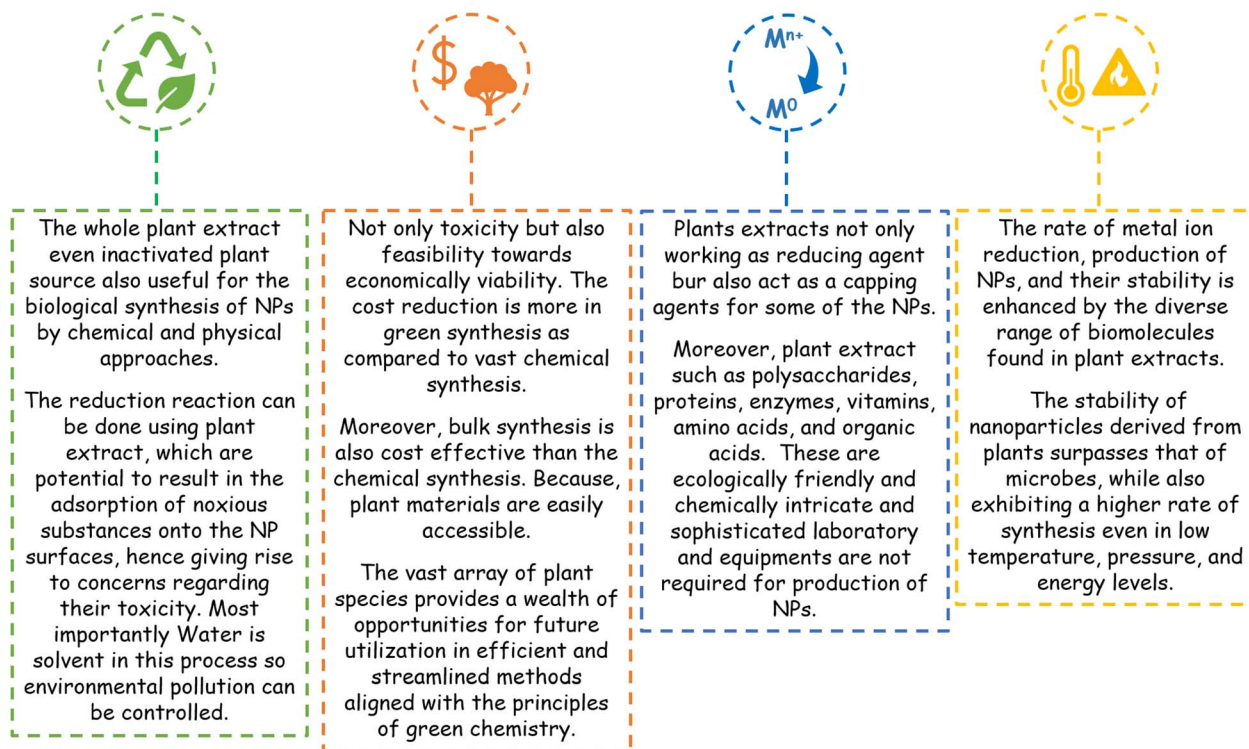 $
Mn+
M0
The whole plant extract
even inactivated plant
source also useful for the
biological synthesis of NPs
by chemical and physical
approaches.
The reduction reaction can
be done using plant
extract, which are
potential to result in the
adsorption of noxious
substances onto the NP
surfaces, hence giving rise
to concerns regarding
their toxicity. Most
importantly Water is
solvent in this process so
environmental pollution can
be controlled.
Not only toxicity but also
feasibility towards
economically viability. The
cost reduction is more in
green synthesis as
compared to vast chemical
synthesis.
Moreover, bulk synthesis is
also cost effective than the
chemical synthesis. Because,
plant materials are easily
accessible.
The vast array of plant
species provides a wealth of
opportunities for future
utilization in efficient and
streamlined methods
aligned with the principles
of green chemistry.
Plants extracts not only
working as reducing agent
bur also act as a capping
agents for some of the NPs.
Moreover, plant extract
such as polysaccharides,
proteins, enzymes, vitamins,
amino acids, and organic
acids. These are
ecologically friendly and
chemically intricate and
sophisticated laboratory
and equipments are not
required for production of
NPs.
The rate of metal ion
reduction, production of
NPs, and their stability is
enhanced by the diverse
range of biomolecules
found in plant extracts.
The stability of
nanoparticles derived from
plants surpasses that of
microbes, while also
exhibiting a higher rate of
synthesis even in low
temperature, pressure, and
energy levels.